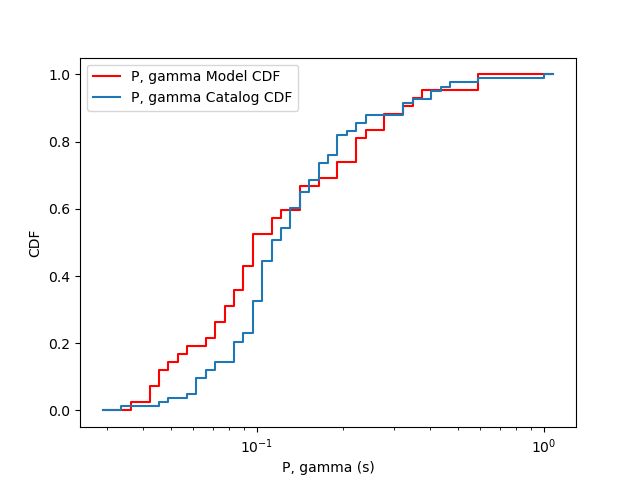 P, gamma Model CDF
P, gamma Catalog CDF
1.0
0.8
0.6
0.4
0.2
0.0
CDF
10⁻¹ 10⁰
P, gamma (s)